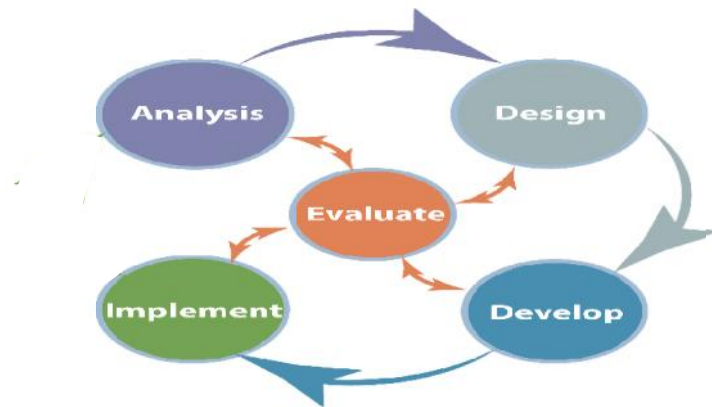 Analysis
Design
Evaluate
Implement
Develop